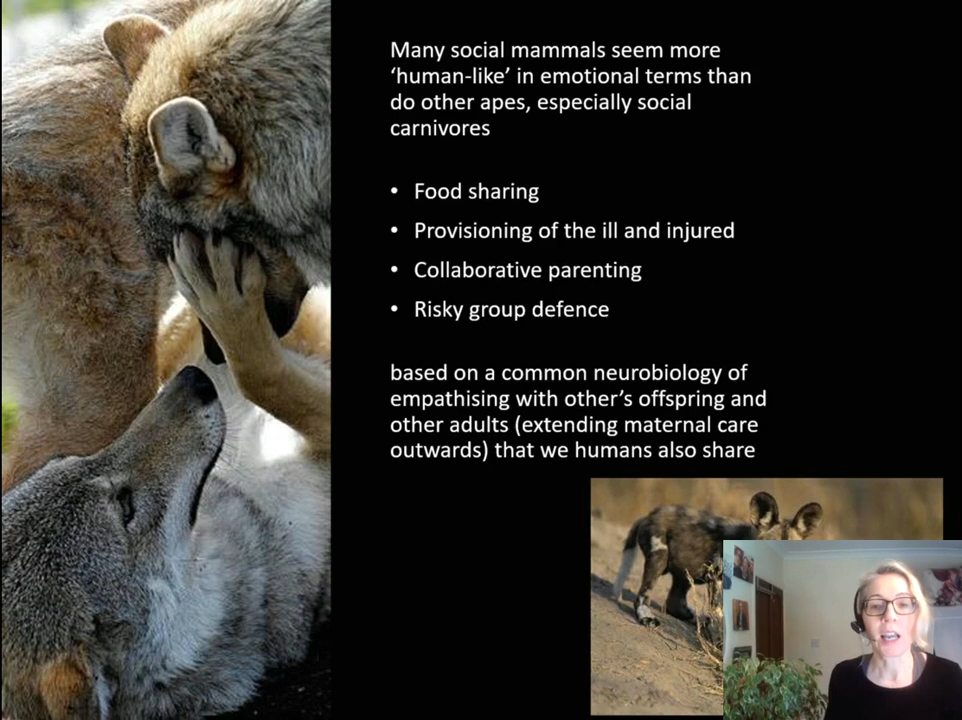 Many social mammals seem more
‘human-like’ in emotional terms than
do other apes, especially social
carnivores
• Food sharing
• Provisioning of the ill and injured
• Collaborative parenting
• Risky group defence
based on a common neurobiology of
empathising with other’s offspring and
other adults (extending maternal care
outwards) that we humans also share